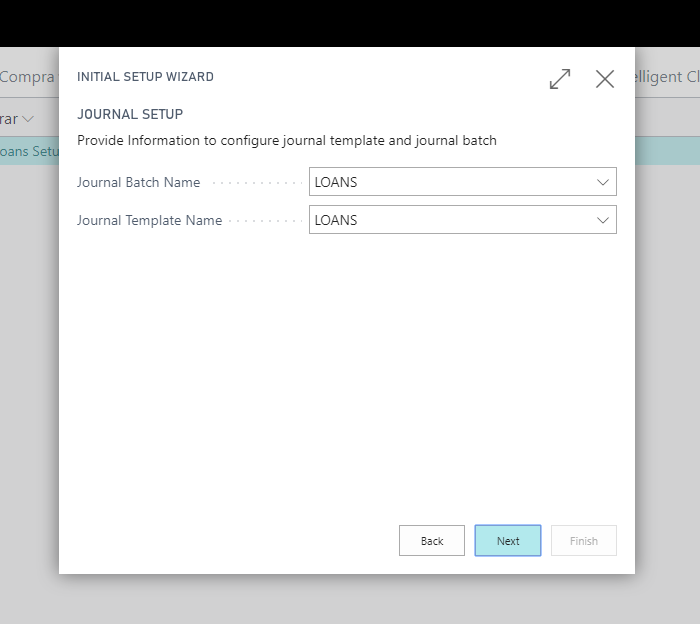 INITIAL SETUP WIZARD
Compra
elligent Cl
JOURNAL SETUP
rar
Provide Information to configure journal template and journal batch
oans Setu
Journal Batch Name LOANS
Journal Template Name LOANS
Back Next Finish